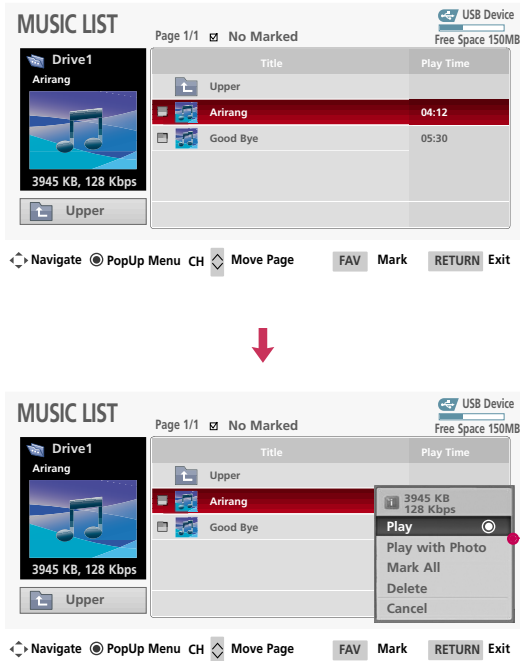 MUSIC LIST
Page 1/1 No Marked
USB Device
Free Space 150MB
Drive1
Arirang
3945 KB, 128 Kbps
Upper
Title Play Time
Upper
Arirang 04:12
Good Bye 05:30
Navigate PopUp Menu CH Move Page FAV Mark RETURN Exit
MUSIC LIST
Page 1/1 No Marked
USB Device
Free Space 150MB
Drive1
Arirang
3945 KB, 128 Kbps
Upper
Title Play Time
Upper
Arirang
Good Bye
3945 KB
128 Kbps
Play
Play with Photo
Mark All
Delete
Cancel
Navigate PopUp Menu CH Move Page FAV Mark RETURN Exit